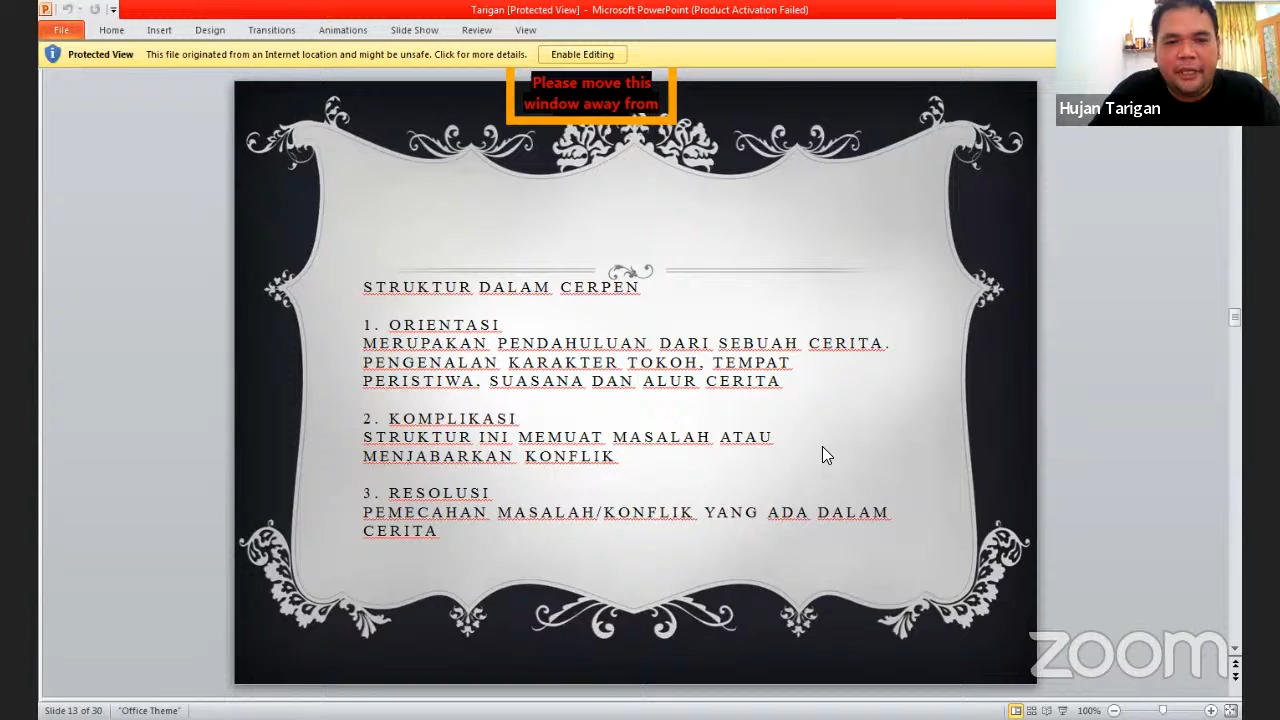 Tarigan [Protected View] - Microsoft PowerPoint (Product Activation Failed)
File Home Insert Design Transitions Animations Slide Show Review View
Protected View This file originated from an Internet location and might be unsafe. Click for more details. Enable Editing
Please move this
window away from
Hujan Tarigan
STRUKTUR DALAM CERPEN
1. ORIENTASI
MERUPAKAN PENDAHULUAN DARI SEBUAH CERITA.
PENGENALAN KARAKTER TOKOH, TEMPAT
PERISTIWA, SUASANA DAN ALUR CERITA
2. KOMPLIKASI
STRUKTUR INI MEMUAT MASALAH ATAU
MENJABARKAN KONFLIK
3. RESOLUSI
PEMECAHAN MASALAH/KONFLIK YANG ADA DALAM
CERITA
zoom
Slide 13 of 30 "Office Theme" 100%